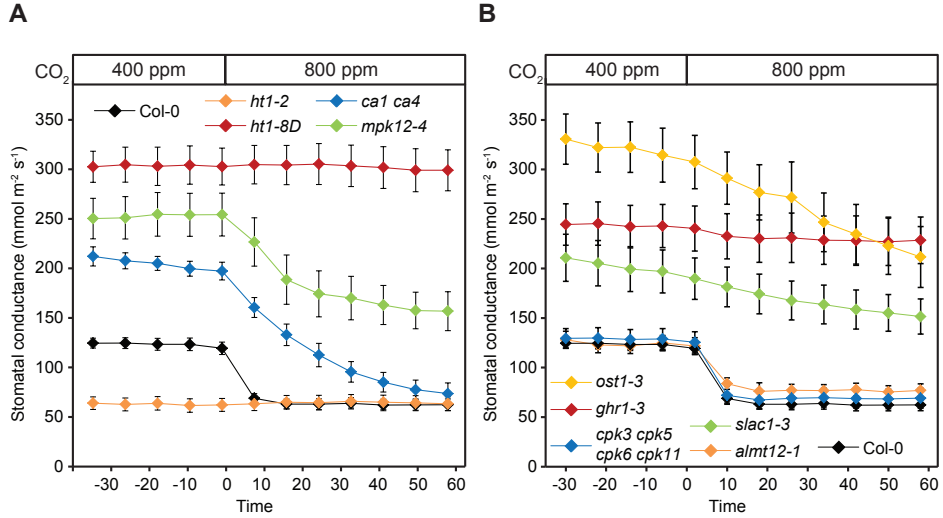 A
CO2 400 ppm 800 ppm
Col-0 ht1-2 ca1 ca4
ht1-8D mpk12-4
Stomatal conductance (mmol m⁻² s⁻¹)
350
300
250
200
150
100
50
0
-30 -20 -10 0 10 20 30 40 50 60
Time
B
CO2 400 ppm 800 ppm
Stomatal conductance (mmol m⁻² s⁻¹)
350
300
250
200
150
100
50
0
ost1-3
ghr1-3
cpk3 cpk5
cpk6 cpk11
slac1-3
almt12-1
Col-0
-30 -20 -10 0 10 20 30 40 50 60
Time